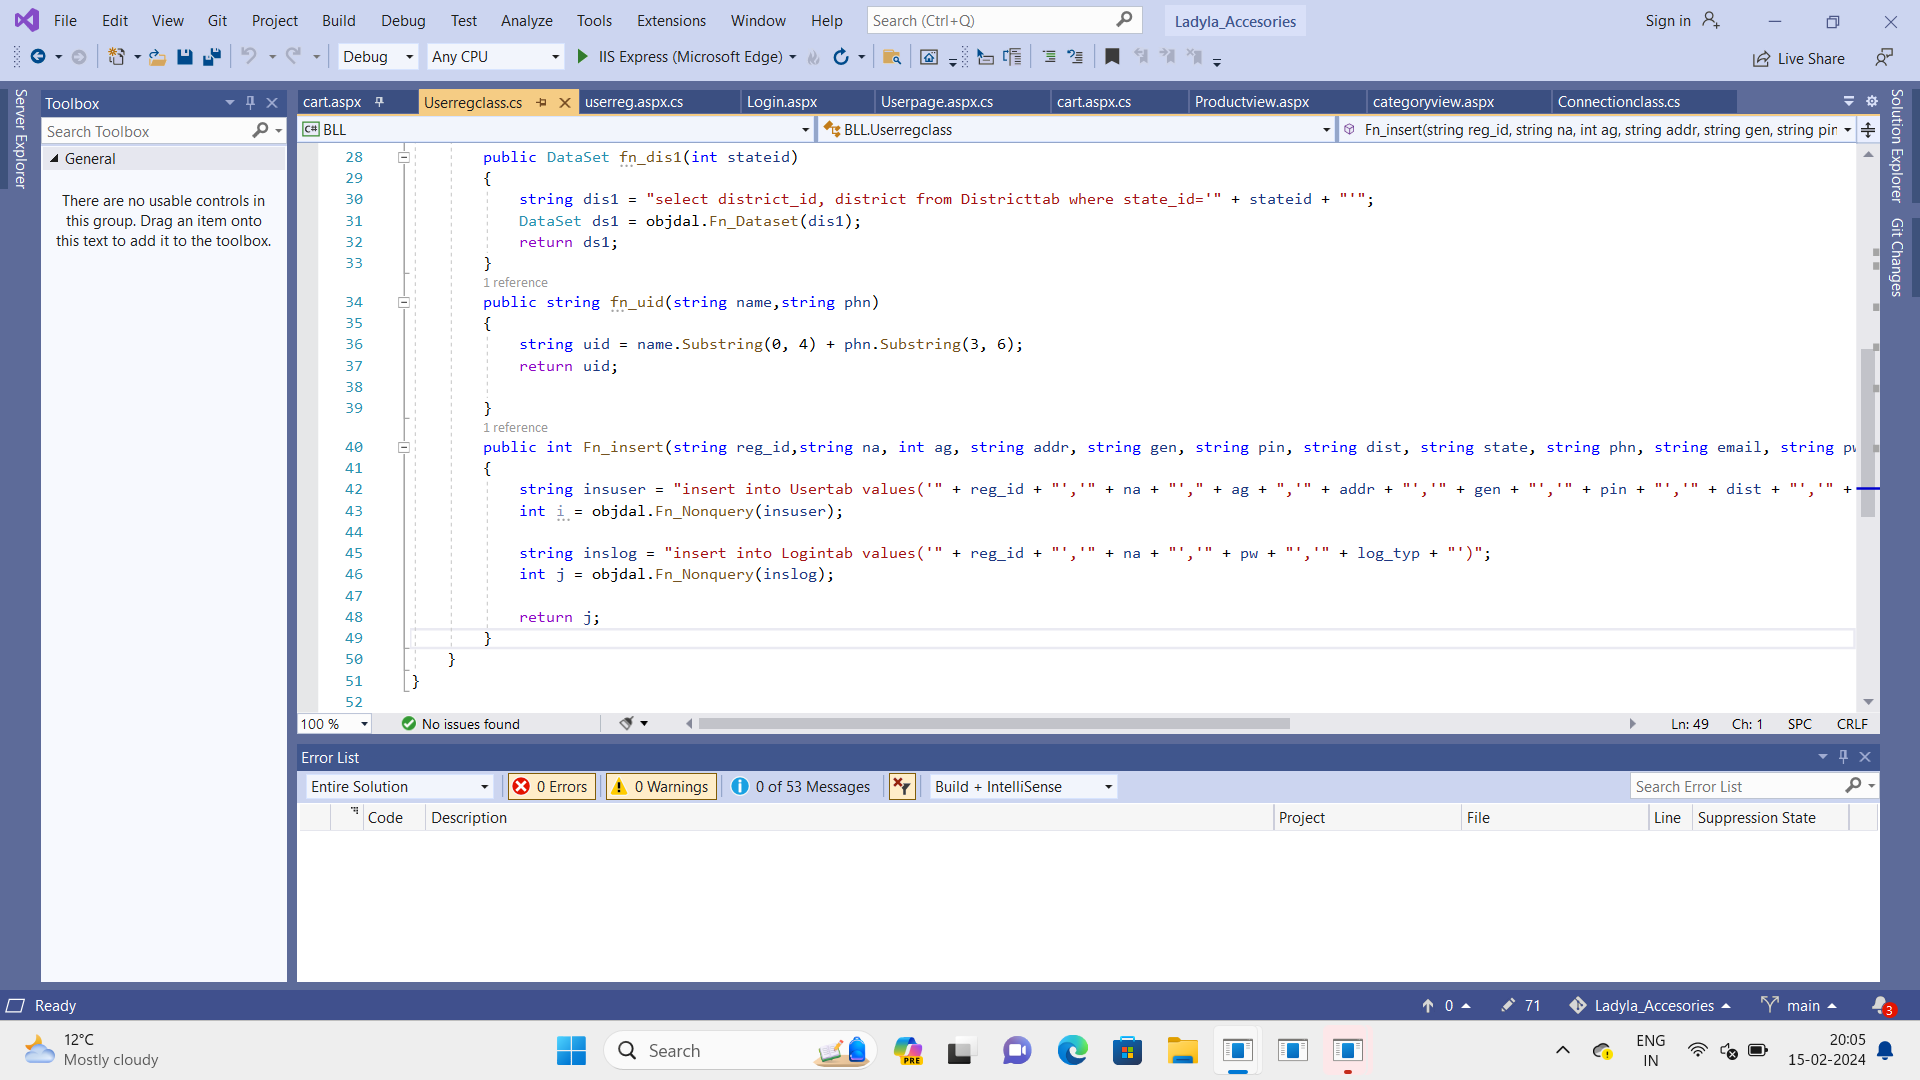 File Edit View Git Project Build Debug Test Analyze Tools Extensions Window Help Search (Ctrl+Q) Ladyla_Accesories Sign in
Debug Any CPU IIS Express (Microsoft Edge) Live Share
Server Explorer
Toolbox
Search Toolbox
General
There are no usable controls in
this group. Drag an item onto
this text to add it to the toolbox.
cart.aspx Userregclass.cs userreg.aspx.cs Login.aspx Userpage.aspx.cs cart.aspx.cs Productview.aspx categoryview.aspx Connectionclass.cs
C# BLL BLL.Userregclass Fn_insert(string reg_id, string na, int ag, string addr, string gen, string pin
28 public DataSet fn_dis1(int stateid)
29 {
30 string dis1 = "select district_id, district from Districttab where state_id='" + stateid + "'";
31 DataSet ds1 = objdal.Fn_Dataset(dis1);
32 return ds1;
33 }
1 reference
34 public string fn_uid(string name,string phn)
35 {
36 string uid = name.Substring(0, 4) + phn.Substring(3, 6);
37 return uid;
38
39 }
1 reference
40 public int Fn_insert(string reg_id,string na, int ag, string addr, string gen, string pin, string dist, string state, string phn, string email, string pw
41 {
42 string insuser = "insert into Usertab values('" + reg_id + "','" + na + "'," + ag + ",'" + addr + "','" + gen + "','" + pin + "','" + dist + "','" +
43 int i = objdal.Fn_Nonquery(insuser);
44
45 string inslog = "insert into Logintab values('" + reg_id + "','" + na + "','" + pw + "','" + log_typ + "')";
46 int j = objdal.Fn_Nonquery(inslog);
47
48 return j;
49 }
50 }
51 }
52
100 % No issues found Ln: 49 Ch: 1 SPC CRLF
Solution Explorer
Git Changes
Error List
Entire Solution 0 Errors 0 Warnings 0 of 53 Messages Build + IntelliSense Search Error List
Code Description Project File Line Suppression State
Ready 0 71 Ladyla_Accesories main 3
12°C
Mostly cloudy
Search
PRE
ENG
IN
20:05
15-02-2024